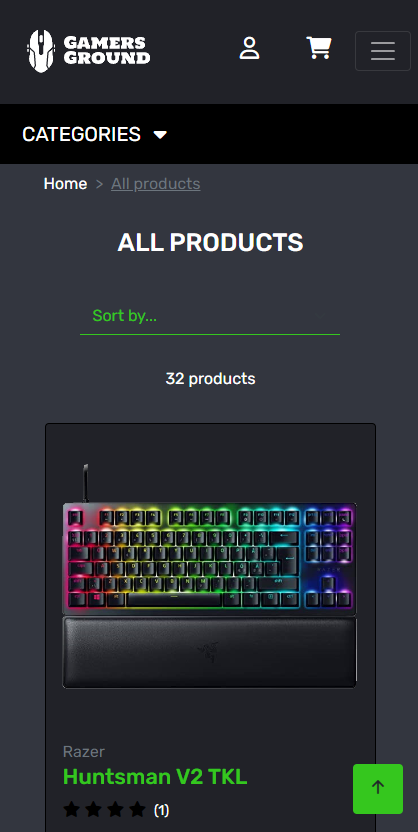 GAMERS
GROUND
CATEGORIES
Home > All products
ALL PRODUCTS
Sort by...
32 products
Razer
Huntsman V2 TKL
(1)